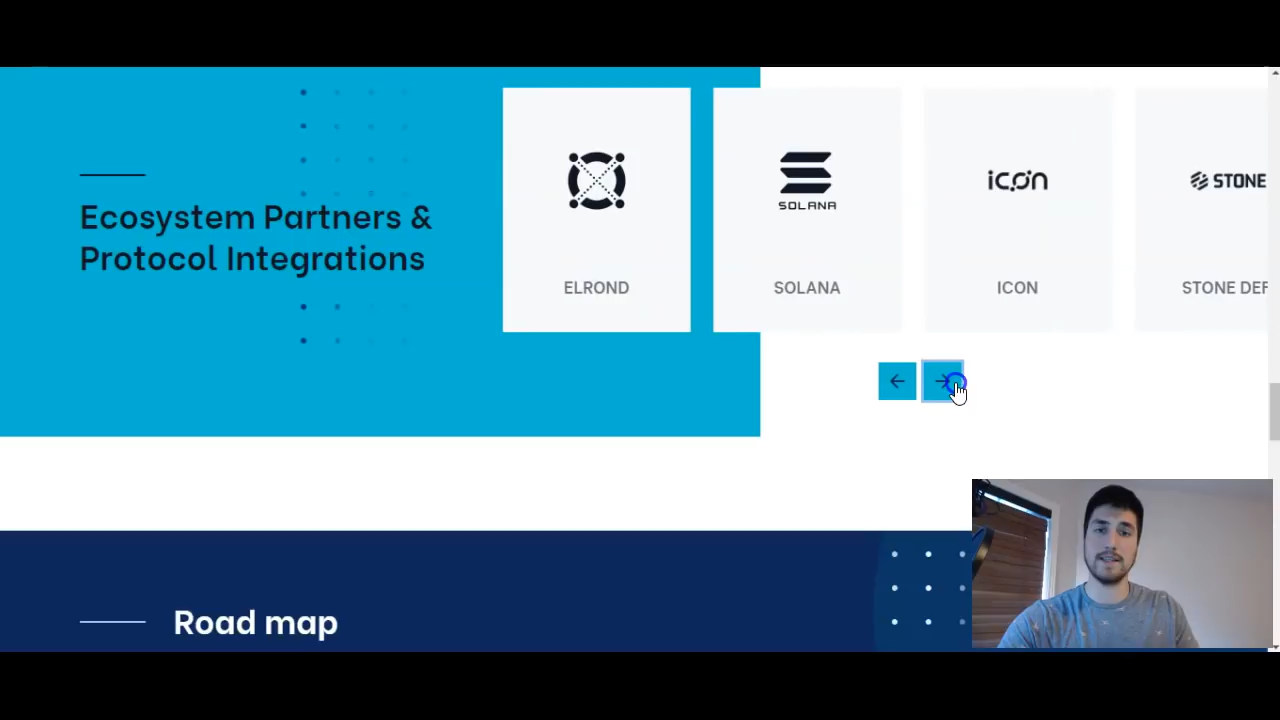 Ecosystem Partners &
Protocol Integrations
SOLANA
icon
STONE
ELROND
SOLANA
ICON
STONE DEF
Road map